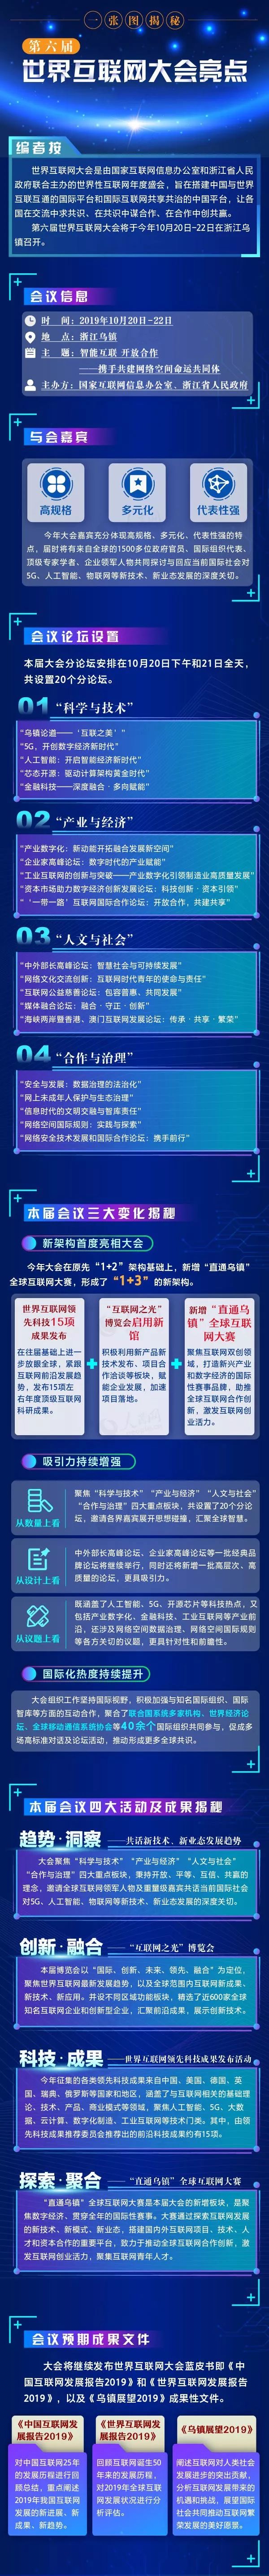 一张图揭秘
第六届
世界互联网大会亮点
编者按
世界互联网大会是由国家互联网信息办公室和浙江省人民
政府联合主办的世界性互联网年度盛会，旨在搭建中国与世界
互联互通的国际平台和国际互联网共享共治的中国平台，让各
国在交流中求共识、在共识中谋合作、在合作中创共赢。
第六届世界互联网大会将于今年10月20日~22日在浙江乌
镇召开。
会议信息
时　间：2019年10月20日-22日
地　点：浙江乌镇
主　题：智能互联 开放合作
——携手共建网络空间命运共同体
主办方：国家互联网信息办公室、浙江省人民政府
与会嘉宾
高规格
多元化
代表性强
今年大会嘉宾充分体现高规格、多元化、代表性强的特
点，届时将有来自全球的1500多位政府官员、国际组织代表、
顶级专家学者、企业领军人物共同探讨与回应当前国际社会对
5G、人工智能、物联网等新技术、新业态发展的深度关切。
会议论坛设置
本届大会分论坛安排在10月20日下午和21日全天，
共设置20个分论坛。
01 “科学与技术”
“乌镇论道——‘互联之美’”
“5G，开创数字经济新时代”
“人工智能：开启智能经济新时代”
“芯态开源：驱动计算架构黄金时代”
“金融科技——深度融合·多向赋能”
02 “产业与经济”
“产业数字化：新动能开拓融合发展新空间”
“企业家高峰论坛：数字时代的产业赋能”
“工业互联网的创新与突破——产业数字化引领制造业高质量发展”
“资本市场助力数字经济创新发展论坛：科技创新·资本引领”
“‘一带一路’互联网国际合作论坛：开放合作，共建共享”
03 “人文与社会”
“中外部长高峰论坛：智慧社会与可持续发展”
“网络文化交流创新：互联网时代青年的使命与责任”
“互联网公益慈善论坛：包容普惠、共同发展”
“媒体融合论坛：融合·守正·创新”
“海峡两岸暨香港、澳门互联网发展论坛：传承·共享·繁荣”
04 “合作与治理”
“安全与发展：数据治理的法治化”
“网上未成年人保护与生态治理”
“信息时代的文明交融与智库责任”
“网络空间国际规则：实践与探索”
“网络安全技术发展和国际合作论坛：携手前行”
本届会议三大变化揭秘
新架构首度亮相大会
今年大会在原先“1+2”架构基础上，新增“直通乌镇”
全球互联网大赛，形成了“1+3”的新架构。
世界互联网领
先科技15项
成果发布
在往届基础上进一
步放眼全球，紧跟
互联网前沿发展趋
势，发布15项左
右年度顶级互联网
科研成果。
“互联网之光”
博览会启用新
馆
积极利用新产品新
技术发布、项目合
作洽谈等板块，赋
能企业发展，加速
项目落地。
新增“直通乌
镇”全球互联
网大赛
聚焦互联网双创领
域，打造新兴产业
和数字经济的国际
性赛事品牌，助推
全球互联网合作创
新，激发互联网创
业活力。
吸引力持续增强
从数量上看
聚焦“科学与技术”“产业与经济”“人文与社会”
“合作与治理”四大重点板块，共设置了20个分论
坛，邀请各界嘉宾展开思想碰撞，汇聚全球智慧。
从设计上看
中外部长高峰论坛、企业家高峰论坛等一批经典品
牌论坛将继续举行，同时还将新增一批高层次、高
质量的论坛，更具吸引力。
从议题上看
既涵盖了人工智能、5G、开源芯片等科技热点，又
包括产业数字化、金融科技、工业互联网等产业前
沿，还涉及网络空间数据治理、网络空间国际规则
等各方关切的议题，更具针对性和前瞻性。
国际化热度持续提升
大会组织工作坚持国际视野，积极加强与知名国际组织、国际
智库等方面的互动合作，聚合了联合国系统多家机构、世界经济论
坛、全球移动通信系统协会等40余个国际组织共同参与，促成多
场高标准对话及论坛活动，推动形成更多全球共识。
本届会议四大活动及成果揭秘
趋势·洞察——共话新技术、新业态发展趋势
大会聚焦“科学与技术”“产业与经济”“人文与社会”
“合作与治理”四大重点板块，秉持开放、平等、互信、共赢的
理念，邀请全球互联网领军人物及重量级嘉宾共话当前国际社会
对5G、人工智能、物联网等新技术、新业态发展的深度关切。
创新·融合——“互联网之光”博览会
本届博览会以“国际、创新、未来、领先、融合”为定位，
聚焦世界互联网最新发展趋势，以及全球范围内互联网新成果、
新技术、新应用。并设不同区域功能板块，精选了近600家全球
知名互联网企业和创新型企业，汇聚前沿成果，展示创新技术。
科技·成果——世界互联网领先科技成果发布活动
今年征集的各类领先科技成果来自中国、美国、德国、英
国、瑞典、俄罗斯等国家和地区，涵盖了与互联网相关的基础理
论、技术、产品、商业模式等领域，聚焦人工智能、5G、大数
据、云计算、数字化制造、工业互联网等技术门类。其中，由领
先科技成果推荐委员会推荐出的前沿科技成果约有15项。
探索·聚合——“直通乌镇”全球互联网大赛
“直通乌镇”全球互联网大赛是本届大会的新增板块，是聚
焦数字经济、贯穿全年的国际性赛事。大赛通过探索互联网发展
的新技术、新模式、新业态，搭建国内外互联网项目、技术、人
才和资本合作的重要平台，致力于推动全球互联网合作创新，激
发互联网创业活力，聚集互联网青年人才。
会议预期成果文件
大会将继续发布世界互联网大会蓝皮书即《中
国互联网发展报告2019》和《世界互联网发展报告
2019》，以及《乌镇展望2019》成果性文件。
《中国互联网发
展报告2019》
对中国互联网25年
的发展历程进行回
顾总结，重点阐述
2019年我国互联网
发展的新进展、新
成果、新趋势。
《世界互联网发
展报告2019》
回顾互联网诞生50
年来的发展历程，
对2019年全球互联
网发展状况进行分
析评估。
《乌镇展望2019》
阐述互联网对人类社会
发展进步的突出贡献，
分析互联网发展带来的
机遇和挑战，展望国际
社会共同推动互联网繁
荣发展的美好愿景。